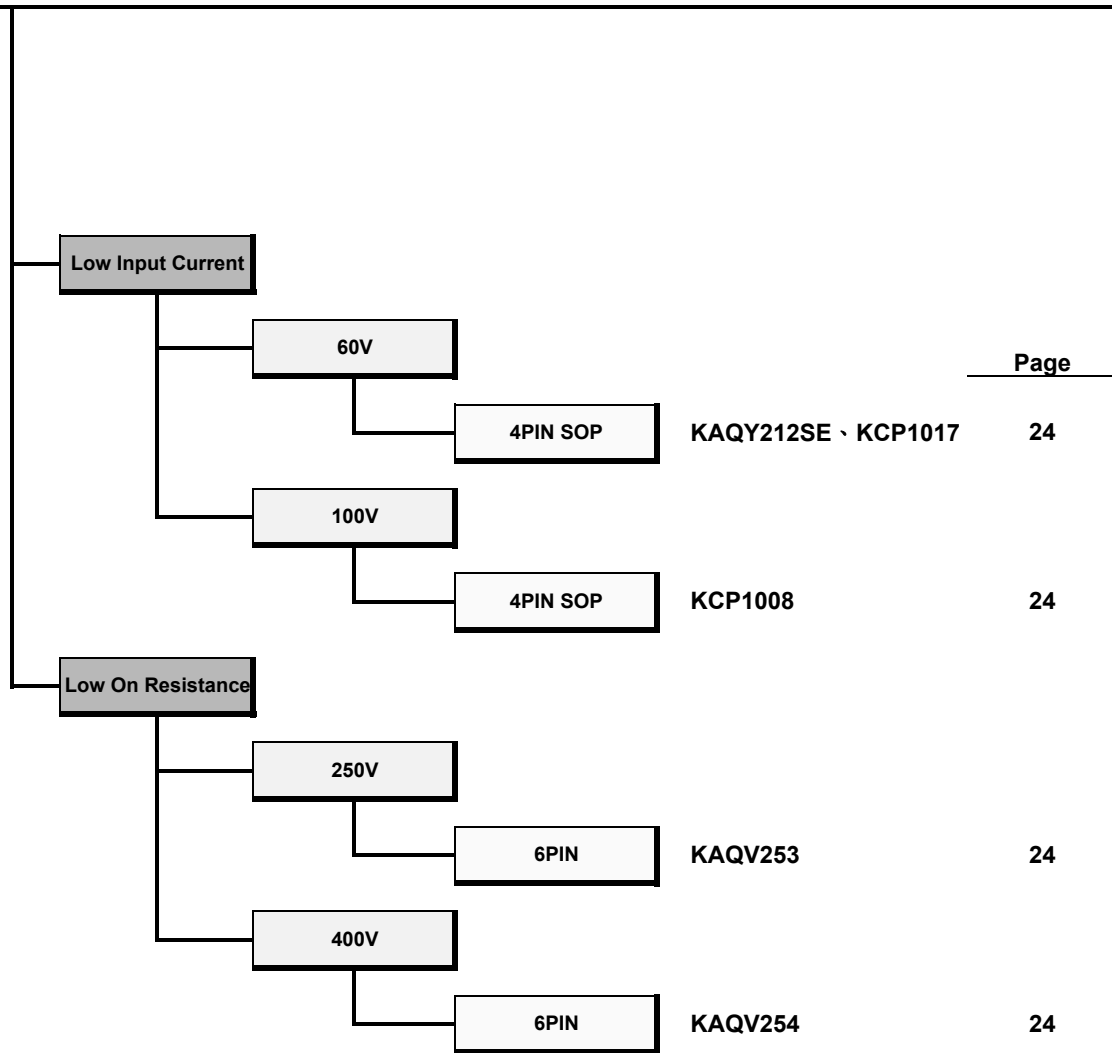 Low Input Current
60V
Page
4PIN SOP KAQY212SE、KCP1017 24
100V
4PIN SOP KCP1008 24
Low On Resistance
250V
6PIN KAQV253 24
400V
6PIN KAQV254 24